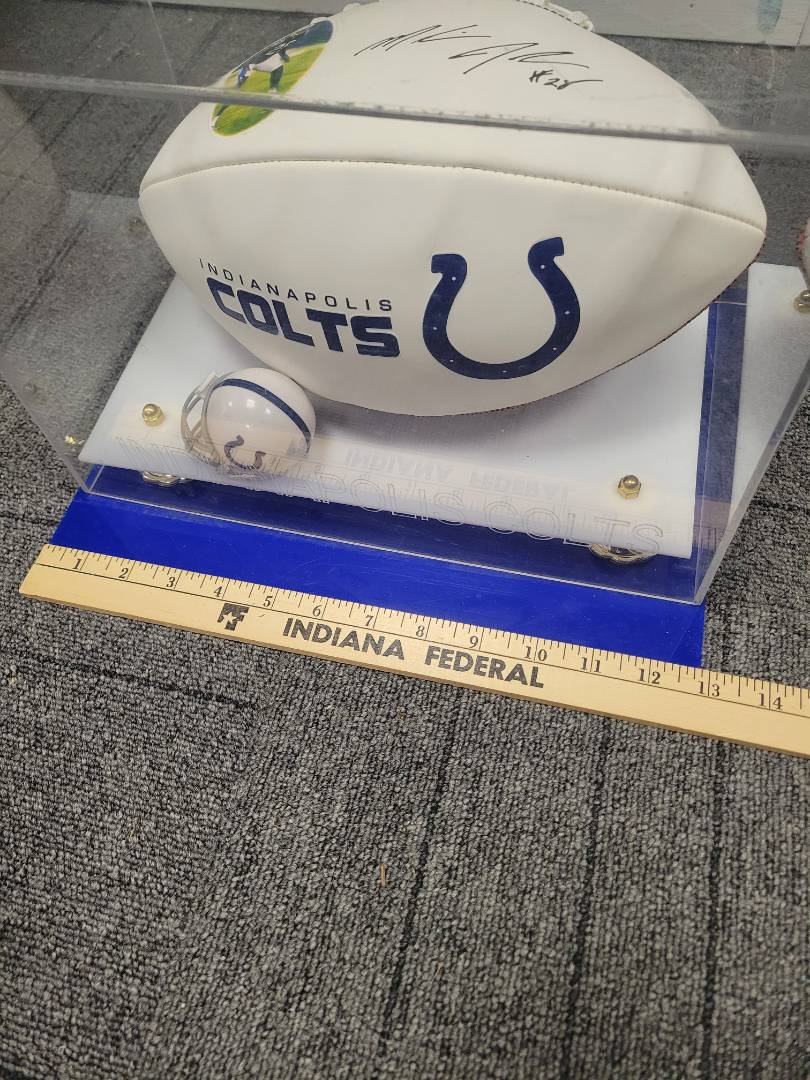 #28
INDIANAPOLIS
COLTS
INDIANAPOLIS COLTS
1 2 3 4 5 6 7 8 9 10 11 12 13 14
INDIANA FEDERAL